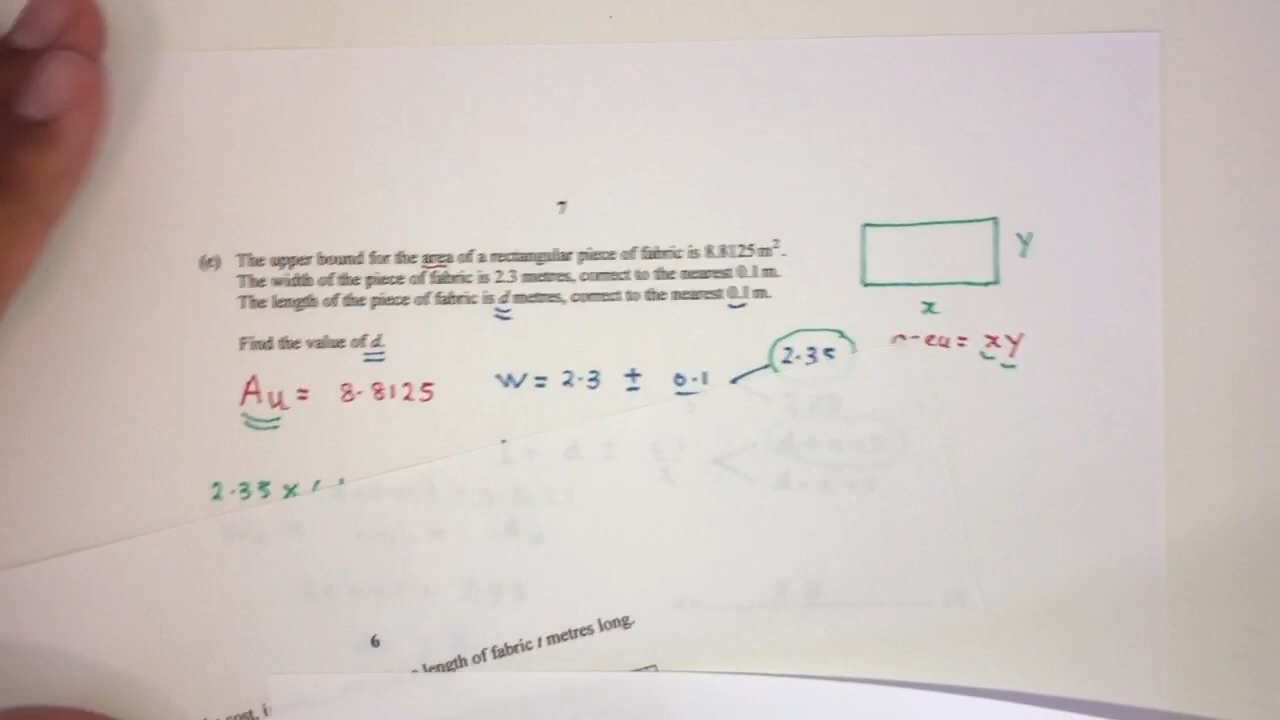 7
(e) The upper bound for the area of a rectangular piece of fabric is 8.8125 m².
The width of the piece of fabric is 2.3 metres, correct to the nearest 0.1 m.
The length of the piece of fabric is d metres, correct to the nearest 0.1 m.
Find the value of d.
y
x
= xy
Au = 8.8125
W = 2.3 ± 0.1
2.35
2.35 x
6
length of fabric t metres long.
cost, i